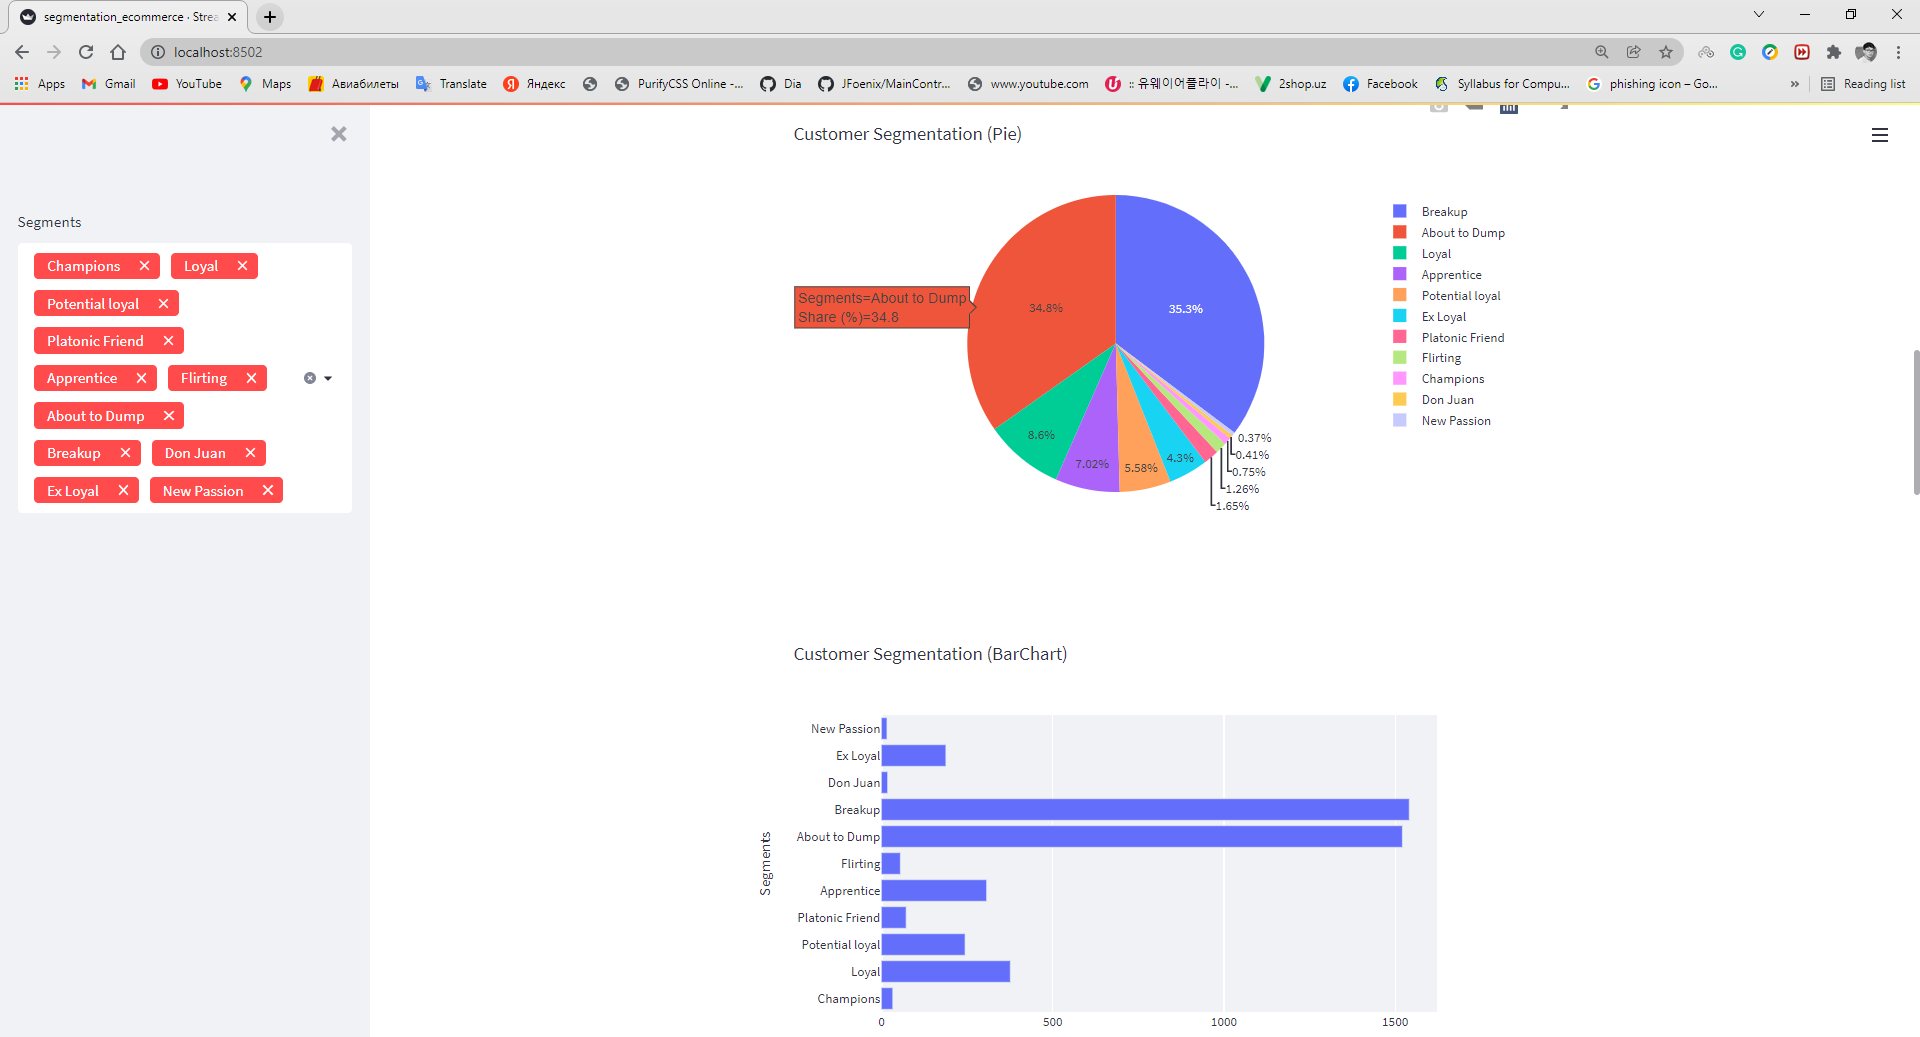 segmentation_ecommerce · Strea
localhost:8502
Apps Gmail YouTube Maps Авиабилеты Translate Яндекс PurifyCSS Online -... Dia JFoenix/MainContr... www.youtube.com :: 유웨이어플라이 -... 2shop.uz Facebook Syllabus for Compu... phishing icon – Go... » Reading list
Segments
Champions Loyal
Potential loyal
Platonic Friend
Apprentice Flirting
About to Dump
Breakup Don Juan
Ex Loyal New Passion
Customer Segmentation (Pie)
Segments=About to Dump
Share (%)=34.8
34.8%
35.3%
8.6%
7.02%
5.58%
4.3%
0.37%
0.41%
0.75%
1.26%
1.65%
Breakup
About to Dump
Loyal
Apprentice
Potential loyal
Ex Loyal
Platonic Friend
Flirting
Champions
Don Juan
New Passion
Customer Segmentation (BarChart)
Segments
New Passion
Ex Loyal
Don Juan
Breakup
About to Dump
Flirting
Apprentice
Platonic Friend
Potential loyal
Loyal
Champions
0 500 1000 1500